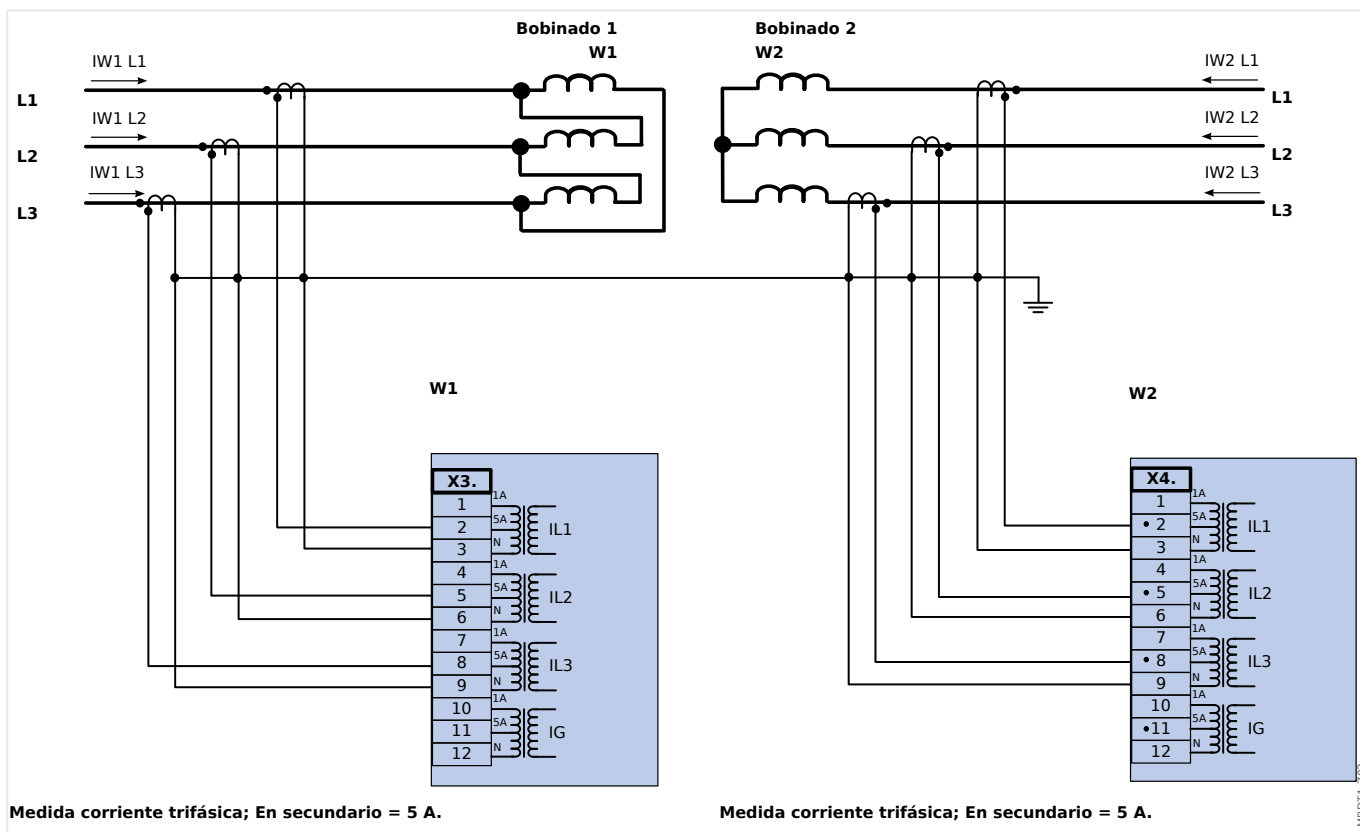 Bobinado 1
W1
Bobinado 2
W2
IW1 L1
L1
IW1 L2
L2
IW1 L3
L3
IW2 L1
L1
IW2 L2
L2
IW2 L3
L3
W1
X3.
1 1A
2 5A IL1
3 N
4 1A
5 5A IL2
6 N
7 1A
8 5A IL3
9 N
10 1A
11 5A IG
12 N
W2
X4.
1 1A
• 2 5A IL1
3 N
4 1A
• 5 5A IL2
6 N
7 1A
• 8 5A IL3
9 N
10 1A
•11 5A IG
12 N
Medida corriente trifásica; En secundario = 5 A.
Medida corriente trifásica; En secundario = 5 A.